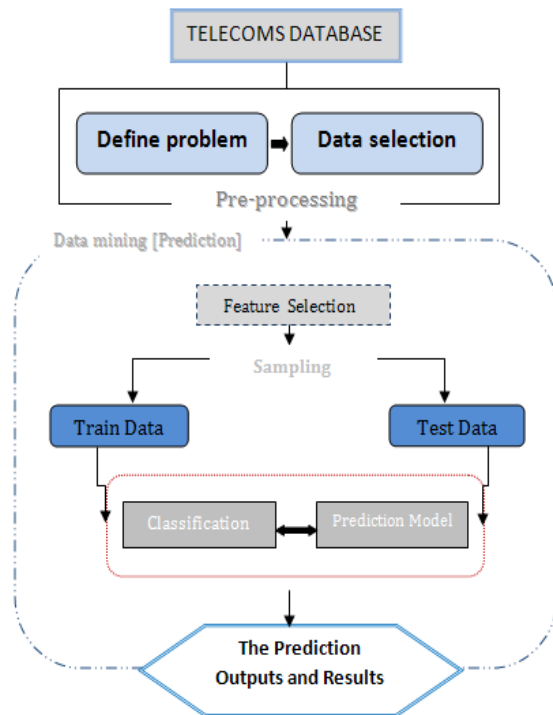 TELECOMS DATABASE
Define problem
Data selection
Pre-processing
Data mining [Prediction]
Feature Selection
Sampling
Train Data
Test Data
Classification
Prediction Model
The Prediction
Outputs and Results